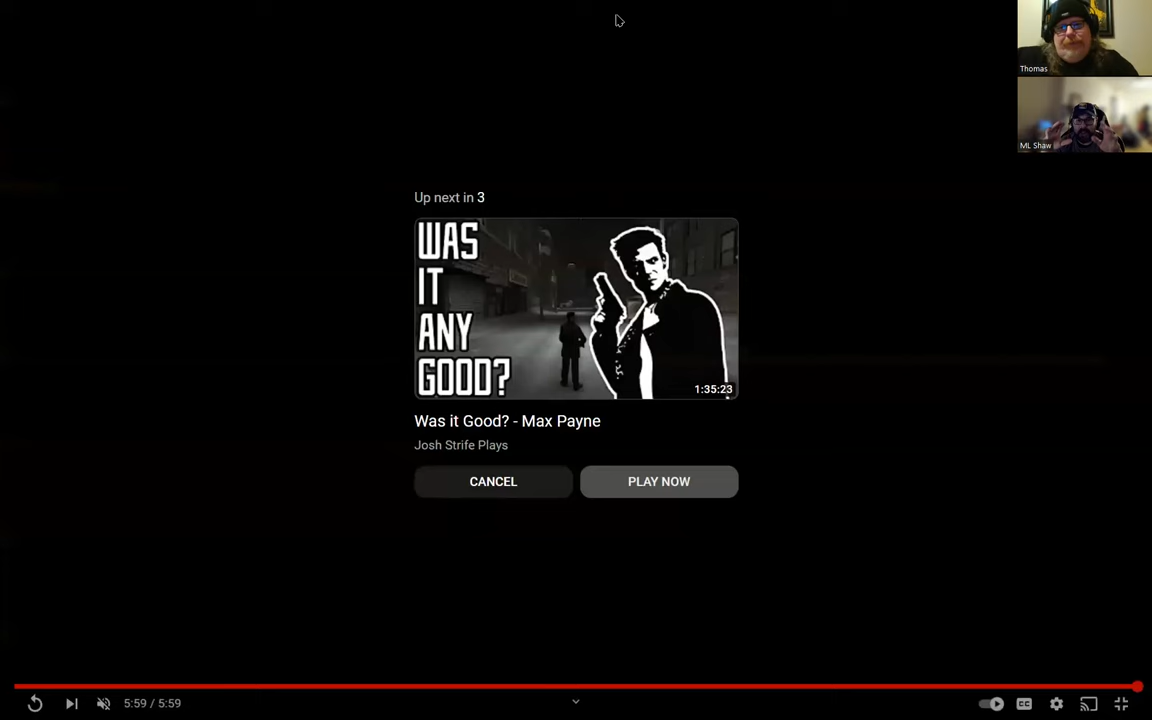 Thomas
ML Shaw
Up next in 3
WAS
IT
ANY
GOOD?
1:35:23
Was it Good? - Max Payne
Josh Strife Plays
CANCEL
PLAY NOW
5:59 / 5:59
CC